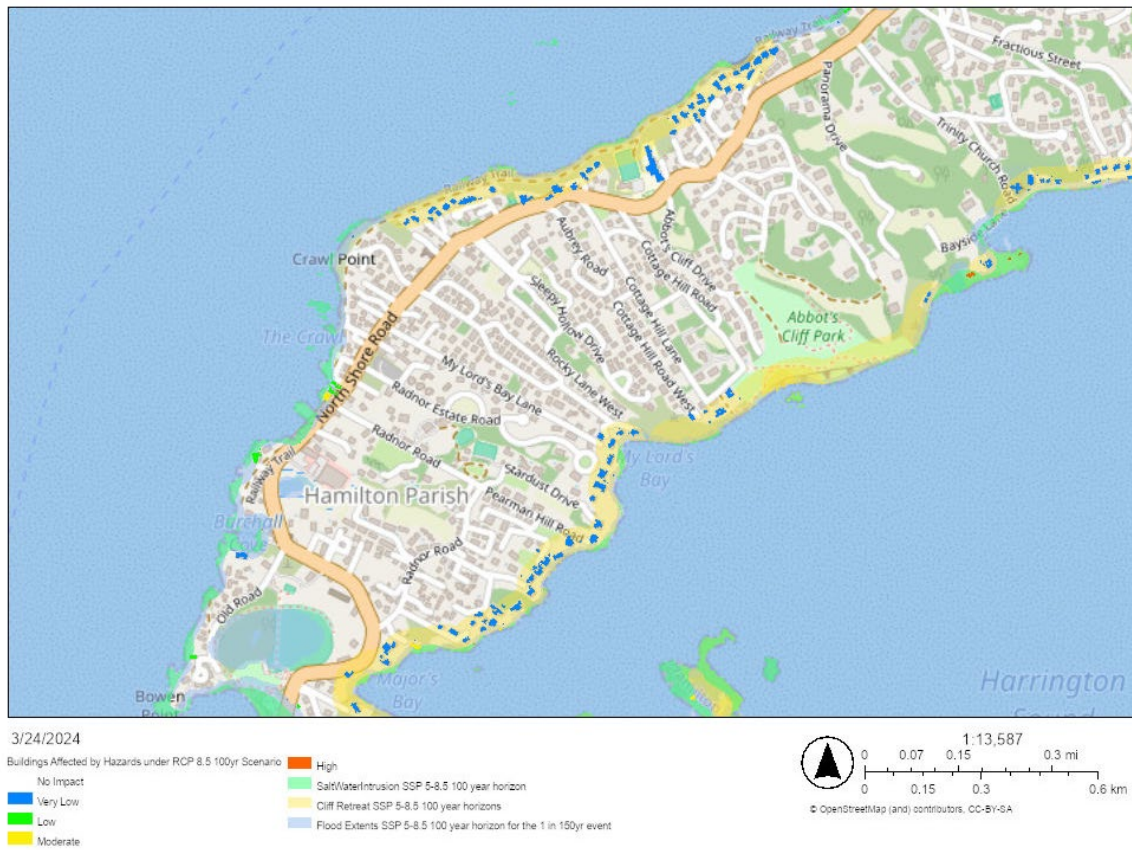 Railway Trail
Fractious Street
Panorama Drive
Trinity Church Road
Railway Trail
Bayside Lane
Crawl Point
Aubrey Road
Abbot's Cliff Drive
Cottage Hill Road
Sleepy Hollow Drive
Cottage Hill Lane
Abbot's
Cliff Park
The Crawl
North Shore Road
Cottage Hill Road West
My Lord's Bay Lane
Rocky Lane West
Radnor Estate Road
Radnor Road
My Lord's
Bay
Railway Trail
Stardust Drive
Hamilton Parish
Pearman Hill Road
Burchall
Cove
Radnor Road
Old Road
Major's
Bay
Bowen
Point
Harrington
Sound
3/24/2024
Buildings Affected by Hazards under RCP 8.5 100yr Scenario
No Impact
Very Low
Low
Moderate
High
SaltWaterIntrusion SSP 5-8.5 100 year horizon
Cliff Retreat SSP 5-8.5 100 year horizons
Flood Extents SSP 5-8.5 100 year horizon for the 1 in 150yr event
1:13,587
0 0.07 0.15 0.3 mi
0 0.15 0.3 0.6 km
© OpenStreetMap (and) contributors, CC-BY-SA